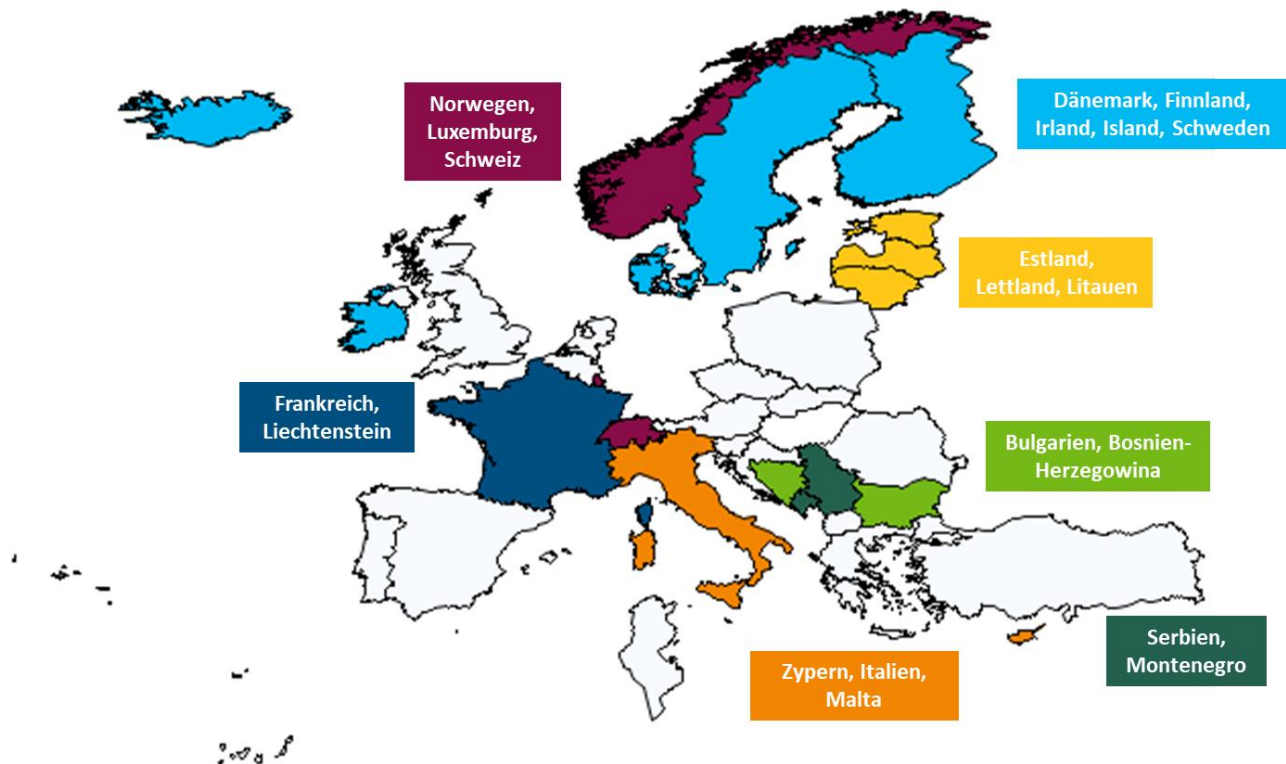 Norwegen,
Luxemburg,
Schweiz
Dänemark, Finnland,
Irland, Island, Schweden
Estland,
Lettland, Litauen
Frankreich,
Liechtenstein
Bulgarien, Bosnien-
Herzegowina
Serbien,
Montenegro
Zypern, Italien,
Malta